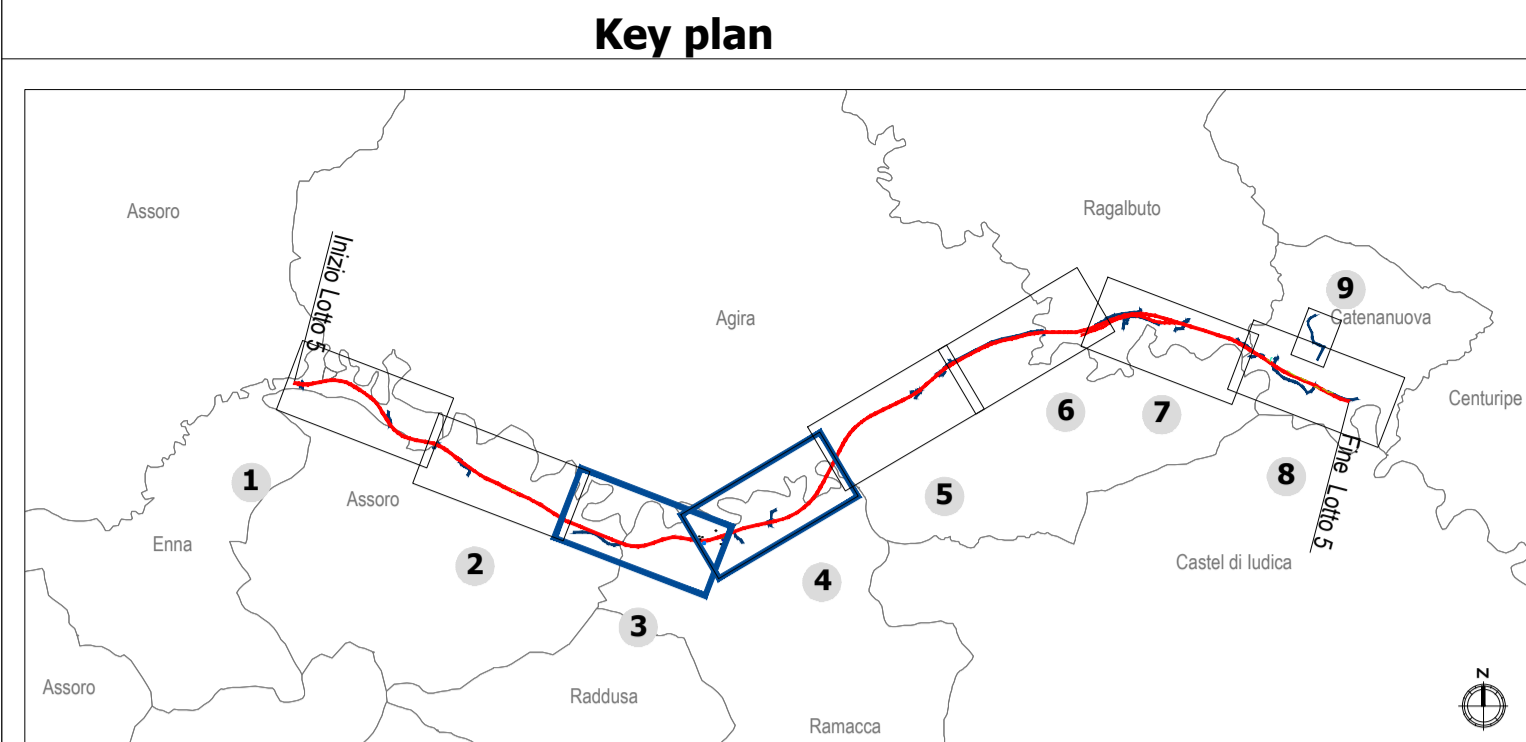 Key plan
Assoro
Ragalbuto
Inizio Lotto 5
9
Catenanuova
Agira
Centuripe
6
7
1
Assoro
5
8
Fine Lotto 5
Enna
2
4
Castel di Iudica
3
Assoro
Raddusa
Ramacca
N